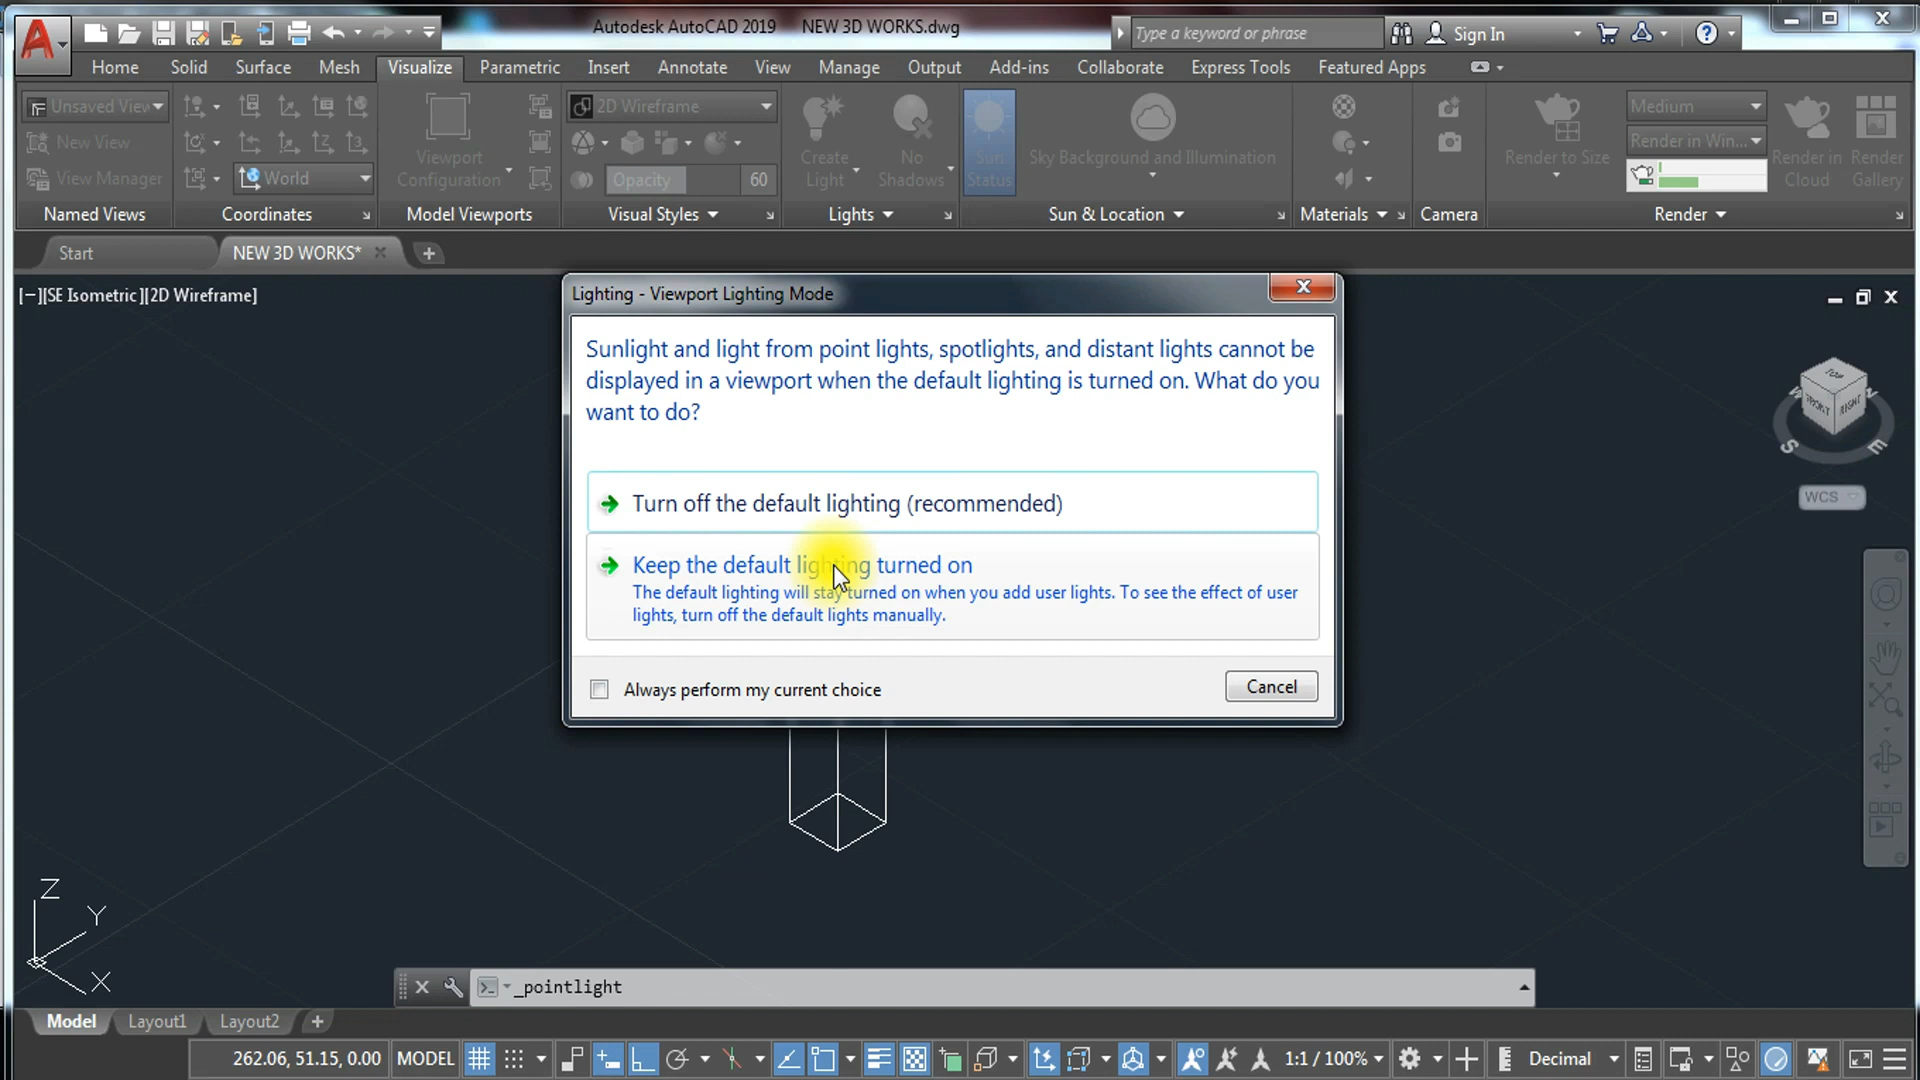 Autodesk AutoCAD 2019 NEW 3D WORKS.dwg
Type a keyword or phrase
Sign In
Home Solid Surface Mesh Visualize Parametric Insert Annotate View Manage Output Add-ins Collaborate Express Tools Featured Apps
Unsaved View
New View
View Manager
World
Viewport
Configuration
2D Wireframe
Opacity 60
Create
Light
No
Shadows
Sun
Status
Sky Background and Illumination
Render to Size
Medium
Render in Win...
Render in
Cloud
Render
Gallery
Named Views Coordinates Model Viewports Visual Styles Lights Sun & Location Materials Camera Render
Start NEW 3D WORKS*
[−][SE Isometric][2D Wireframe]
Lighting - Viewport Lighting Mode
Sunlight and light from point lights, spotlights, and distant lights cannot be
displayed in a viewport when the default lighting is turned on. What do you
want to do?
Turn off the default lighting (recommended)
Keep the default lighting turned on
The default lighting will stay turned on when you add user lights. To see the effect of user
lights, turn off the default lights manually.
Always perform my current choice
Cancel
TOP
FRONT
RIGHT
S
E
WCS
Z
Y
X
_pointlight
Model Layout1 Layout2
262.06, 51.15, 0.00 MODEL 1:1 / 100% Decimal